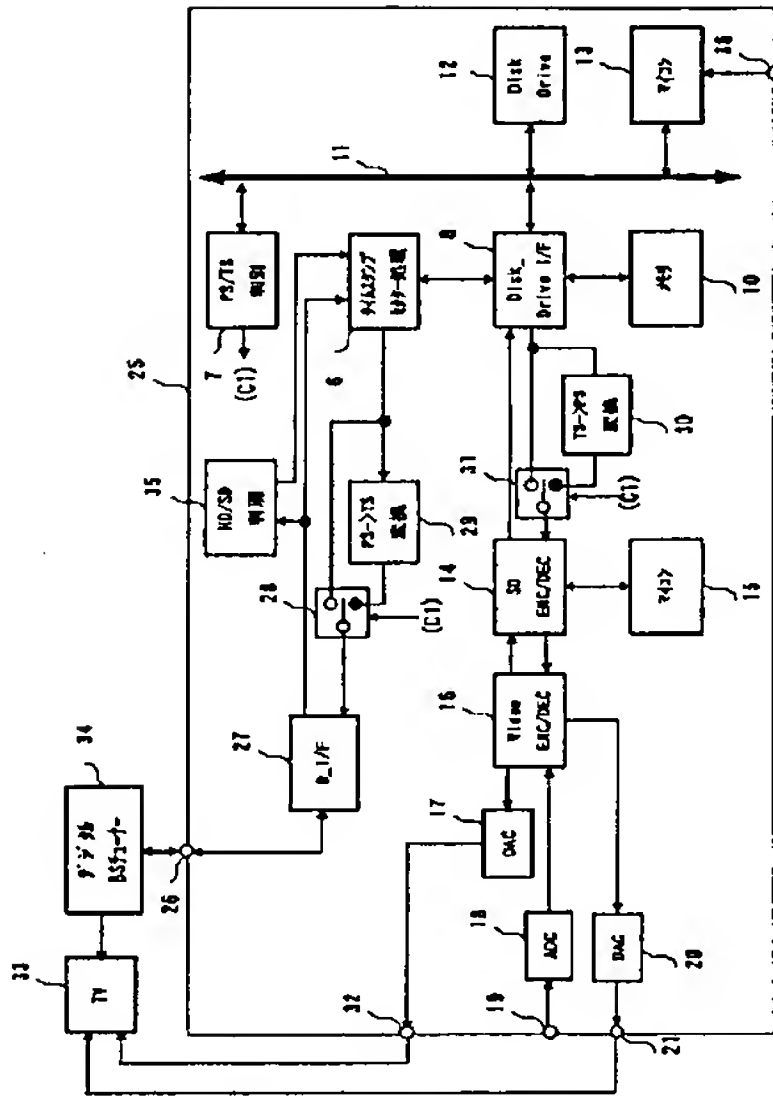 33
TV
34
デジタル
BSチューナー
26
25
35
HD/SD
判別
7
PS/TS
判別
(C1)
11
27
D_I/F
28
(C1)
29
PS->TS
変換
6
タイムスタンプ
セクター処理
12
Disk
Drive
13
マイコン
36
8
Disk_
Drive I/F
10
メモリ
31
(C1)
TS->PS
変換
30
14
SD
ENC/DEC
15
マイコン
16
Video
ENC/DEC
17
DAC
18
ADC
20
DAC
32
19
21